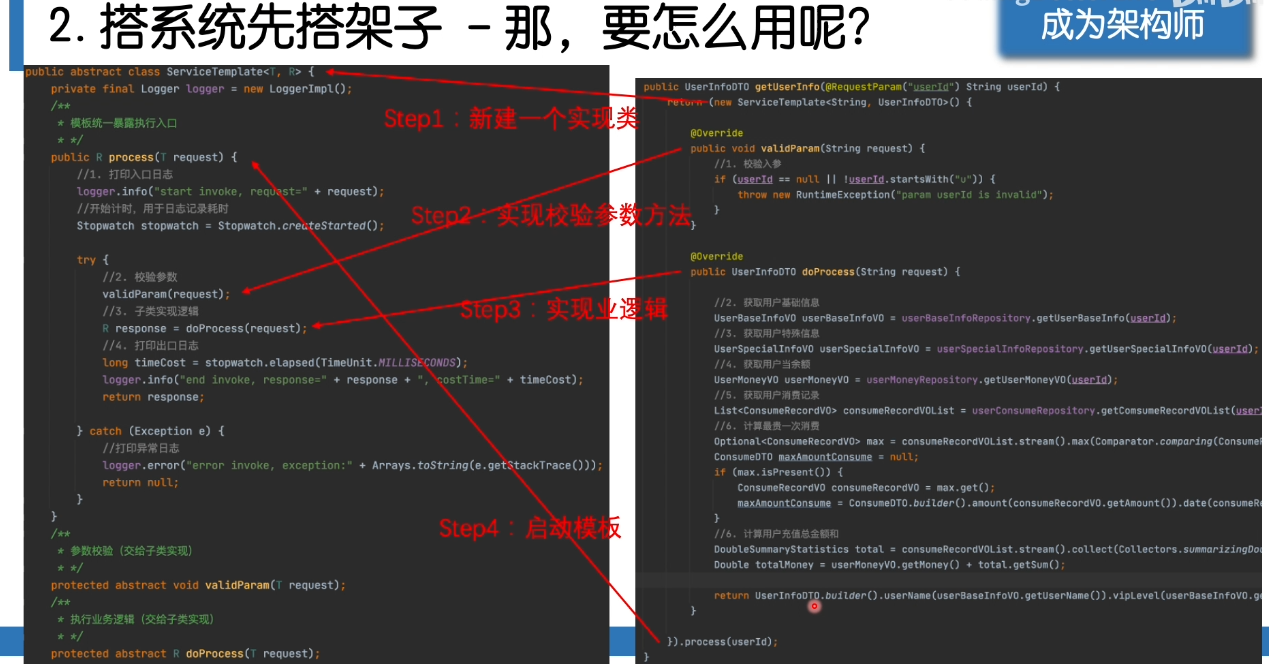 2. 搭系统先搭架子 - 那，要怎么用呢？
成为架构师
public abstract class ServiceTemplate<T, R> {
private final Logger logger = new LoggerImpl();
/**
* 模板统一暴露执行入口
* */
public R process(T request) {
//1. 打印入口日志
logger.info("start invoke, request=" + request);
//开始计时，用于日志记录耗时
Stopwatch stopwatch = Stopwatch.createStarted();
try {
//2. 校验参数
validParam(request);
//3. 子类实现逻辑
R response = doProcess(request);
//4. 打印出口日志
long timeCost = stopwatch.elapsed(TimeUnit.MILLISECONDS);
logger.info("end invoke, response=" + response + ", costTime=" + timeCost);
return response;
} catch (Exception e) {
//打印异常日志
logger.error("error invoke, exception:" + Arrays.toString(e.getStackTrace()));
return null;
}
}
/**
* 参数校验（交给子类实现）
* */
protected abstract void validParam(T request);
/**
* 执行业务逻辑（交给子类实现）
* */
protected abstract R doProcess(T request);
Step1：新建一个实现类
Step2：实现校验参数方法
Step3：实现业逻辑
Step4：启动模板
public UserInfoDTO getUserInfo(@RequestParam("userId") String userId) {
return (new ServiceTemplate<String, UserInfoDTO>() {
@Override
public void validParam(String request) {
//1. 校验入参
if (userId == null || !userId.startsWith("u")) {
throw new RuntimeException("param userId is invalid");
}
}
@Override
public UserInfoDTO doProcess(String request) {
//2. 获取用户基础信息
UserBaseInfoVO userBaseInfoVO = userBaseInfoRepository.getUserBaseInfo(userId);
//3. 获取用户特殊信息
UserSpecialInfoVO userSpecialInfoVO = userSpecialInfoRepository.getUserSpecialInfoVO(userId);
//4. 获取用户当余额
UserMoneyVO userMoneyVO = userMoneyRepository.getUserMoneyVO(userId);
//5. 获取用户消费记录
List<ConsumeRecordVO> consumeRecordVOList = userConsumeRepository.getComsumeRecordVOList(user
//6. 计算最贵一次消费
Optional<ConsumeRecordVO> max = consumeRecordVOList.stream().max(Comparator.comparing(Consume
ConsumeDTO maxAmountConsume = null;
if (max.isPresent()) {
ConsumeRecordVO consumeRecordVO = max.get();
maxAmountConsume = ConsumeDTO.builder().amount(consumeRecordVO.getAmount()).date(consumeRe
}
//6. 计算用户充值总金额和
DoubleSummaryStatistics total = consumeRecordVOList.stream().collect(Collectors.summarizingDou
Double totalMoney = userMoneyVO.getMoney() + total.getSum();
return UserInfoDTO.builder().userName(userBaseInfoVO.getUserName()).vipLevel(userBaseInfoVO.ge
}
}).process(userId);
}